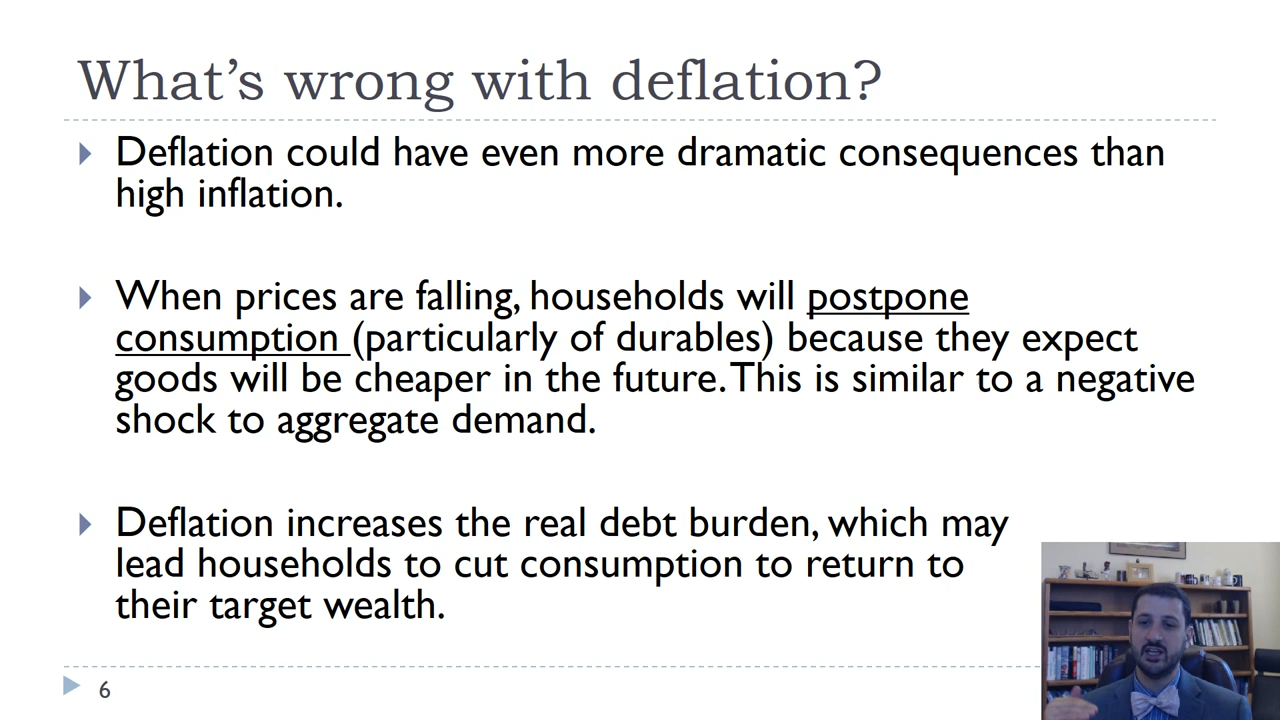 What's wrong with deflation?
Deflation could have even more dramatic consequences than
high inflation.
When prices are falling, households will postpone
consumption (particularly of durables) because they expect
goods will be cheaper in the future. This is similar to a negative
shock to aggregate demand.
Deflation increases the real debt burden, which may
lead households to cut consumption to return to
their target wealth.
6